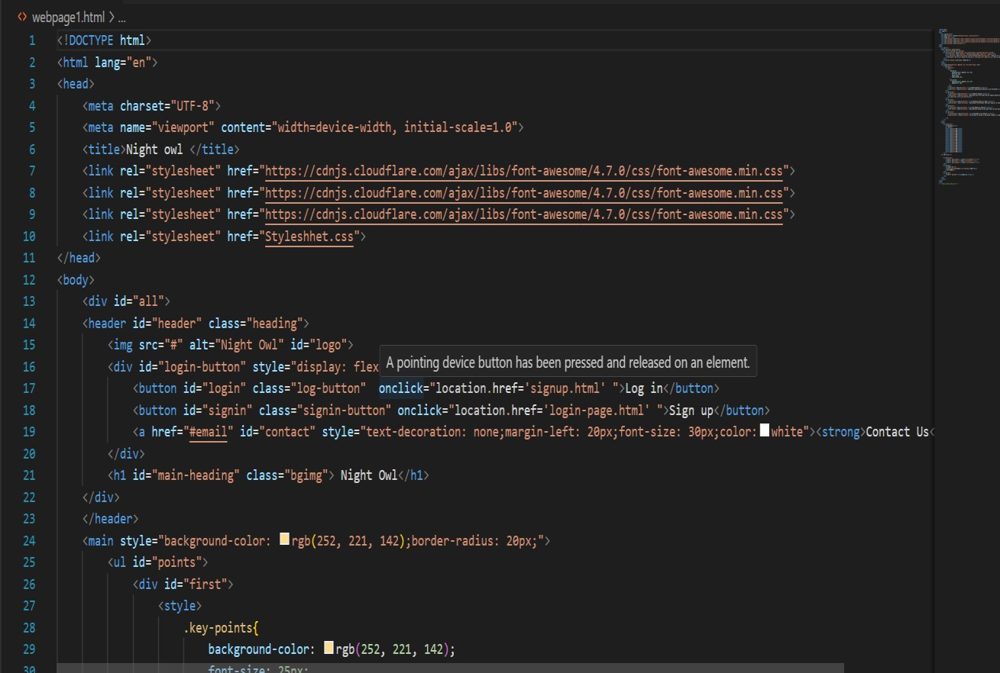 webpage1.html > ...
1 <!DOCTYPE html>
2 <html lang="en">
3 <head>
4 <meta charset="UTF-8">
5 <meta name="viewport" content="width=device-width, initial-scale=1.0">
6 <title>Night owl </title>
7 <link rel="stylesheet" href="https://cdnjs.cloudflare.com/ajax/libs/font-awesome/4.7.0/css/font-awesome.min.css">
8 <link rel="stylesheet" href="https://cdnjs.cloudflare.com/ajax/libs/font-awesome/4.7.0/css/font-awesome.min.css">
9 <link rel="stylesheet" href="https://cdnjs.cloudflare.com/ajax/libs/font-awesome/4.7.0/css/font-awesome.min.css">
10 <link rel="stylesheet" href="Styleshhet.css">
11 </head>
12 <body>
13 <div id="all">
14 <header id="header" class="heading">
15 <img src="#" alt="Night Owl" id="logo">
A pointing device button has been pressed and released on an element.
16 <div id="login-button" style="display: flex
17 <button id="login" class="log-button"  onclick="location.href='signup.html' ">Log in</button>
18 <button id="signin" class="signin-button" onclick="location.href='login-page.html' ">Sign up</button>
19 <a href="#email" id="contact" style="text-decoration: none;margin-left: 20px;font-size: 30px;color: white"><strong>Contact Us<
20 </div>
21 <h1 id="main-heading" class="bgimg"> Night Owl</h1>
22 </div>
23 </header>
24 <main style="background-color: rgb(252, 221, 142);border-radius: 20px;">
25 <ul id="points">
26 <div id="first">
27 <style>
28 .key-points{
29 background-color: rgb(252, 221, 142);
30 font-size: 25px;